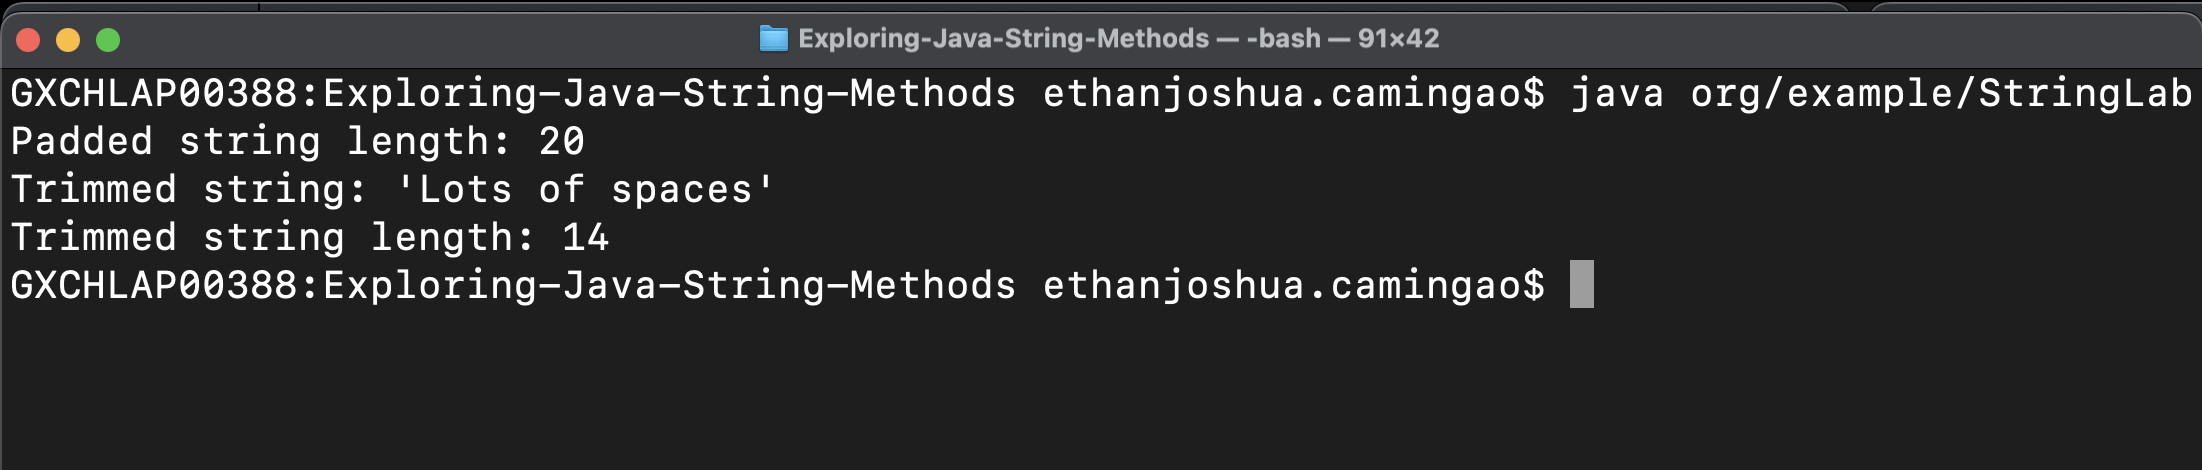 Exploring-Java-String-Methods — -bash — 91×42
GXCHLAP00388:Exploring-Java-String-Methods ethanjoshua.camingao$ java org/example/StringLab
Padded string length: 20
Trimmed string: 'Lots of spaces'
Trimmed string length: 14
GXCHLAP00388:Exploring-Java-String-Methods ethanjoshua.camingao$